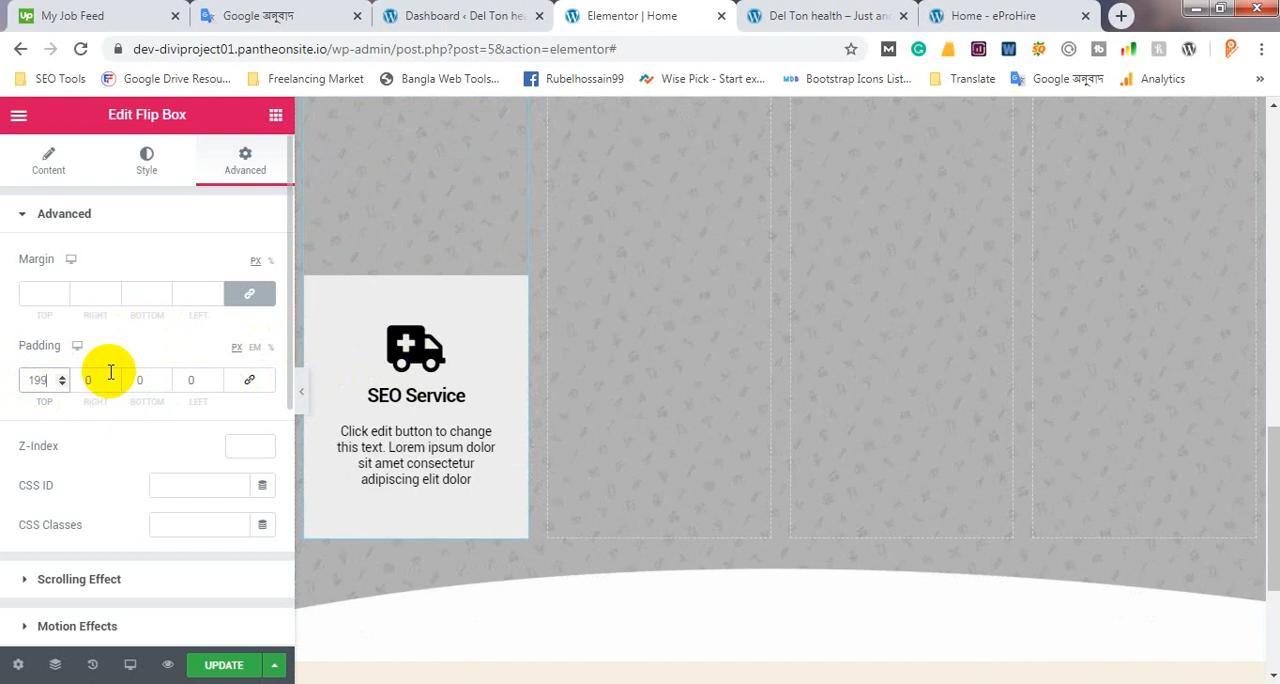 My Job Feed
Google অনুবাদ
Dashboard ‹ Del Ton he
Elementor | Home
Del Ton health – Just an
Home - eProHire
dev-diviproject01.pantheonsite.io/wp-admin/post.php?post=5&action=elementor#
SEO Tools
Google Drive Resou...
Freelancing Market
Bangla Web Tools...
Rubelhossain99
Wise Pick - Start ex...
Bootstrap Icons List...
Translate
Google অনুবাদ
Analytics
Edit Flip Box
Content
Style
Advanced
Advanced
Margin
PX %
TOP RIGHT BOTTOM LEFT
Padding
PX EM %
199 0 0 0
TOP RIGHT BOTTOM LEFT
Z-Index
CSS ID
CSS Classes
Scrolling Effect
Motion Effects
UPDATE
SEO Service
Click edit button to change
this text. Lorem ipsum dolor
sit amet consectetur
adipiscing elit dolor